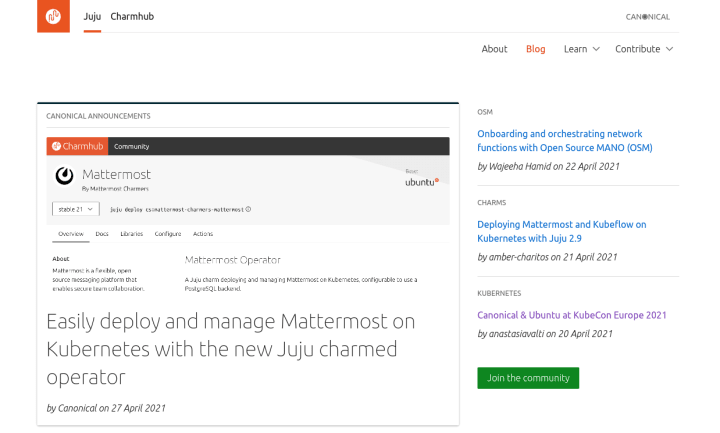 Juju Charmhub CANONICAL
About Blog Learn Contribute
CANONICAL ANNOUNCEMENTS
Charmhub Community
Mattermost
By Mattermost Charmers
Base:
ubuntu
stable 21 juju deploy cs:mattermost-charmers-mattermost
Overview Docs Libraries Configure Actions
About
Mattermost is a flexible, open
source messaging platform that
enables secure team collaboration.
Mattermost Operator
A Juju charm deploying and managing Mattermost on Kubernetes, configurable to use a
PostgreSQL backend.
Easily deploy and manage Mattermost on
Kubernetes with the new Juju charmed
operator
by Canonical on 27 April 2021
OSM
Onboarding and orchestrating network
functions with Open Source MANO (OSM)
by Wajeeha Hamid on 22 April 2021
CHARMS
Deploying Mattermost and Kubeflow on
Kubernetes with Juju 2.9
by amber-charitos on 21 April 2021
KUBERNETES
Canonical & Ubuntu at KubeCon Europe 2021
by anastasiavalti on 20 April 2021
Join the community